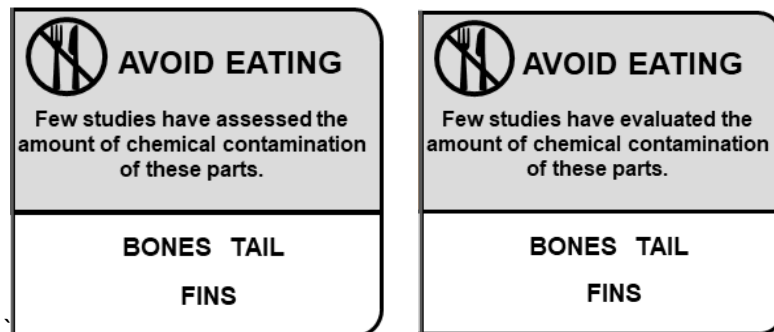 AVOID EATING
Few studies have assessed the
amount of chemical contamination
of these parts.
BONES TAIL
FINS
`
AVOID EATING
Few studies have evaluated the
amount of chemical contamination
of these parts.
BONES TAIL
FINS